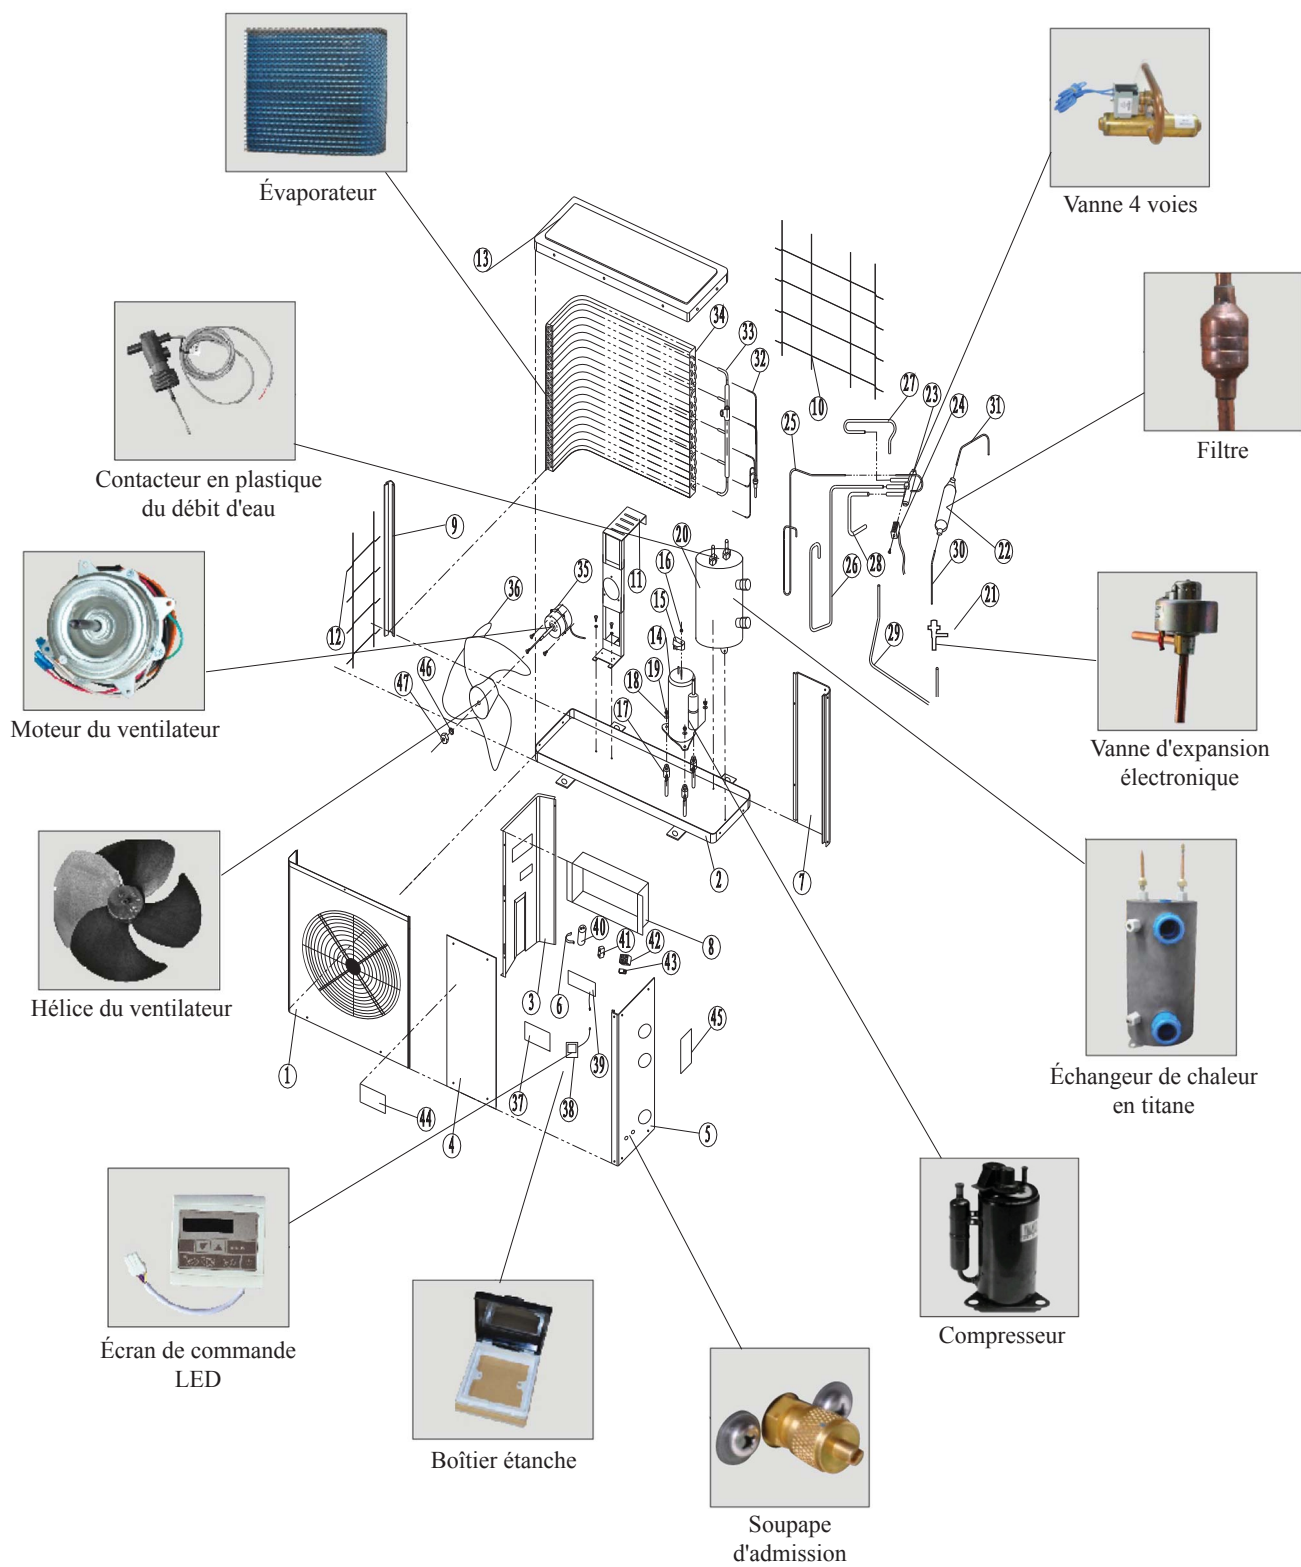 Évaporateur
Vanne 4 voies
13
34
33
32
10
27
23
24
31
25
Filtre
Contacteur en plastique
du débit d'eau
9
20
16
11
15
14
19
18
17
35
36
12
46
47
26
28
30
22
21
29
Moteur du ventilateur
Vanne d'expansion
électronique
2
7
8
40
41
42
43
3
6
45
39
37
38
1
44
4
5
Hélice du ventilateur
Échangeur de chaleur
en titane
Écran de commande
LED
Boîtier étanche
Compresseur
Soupape
d'admission